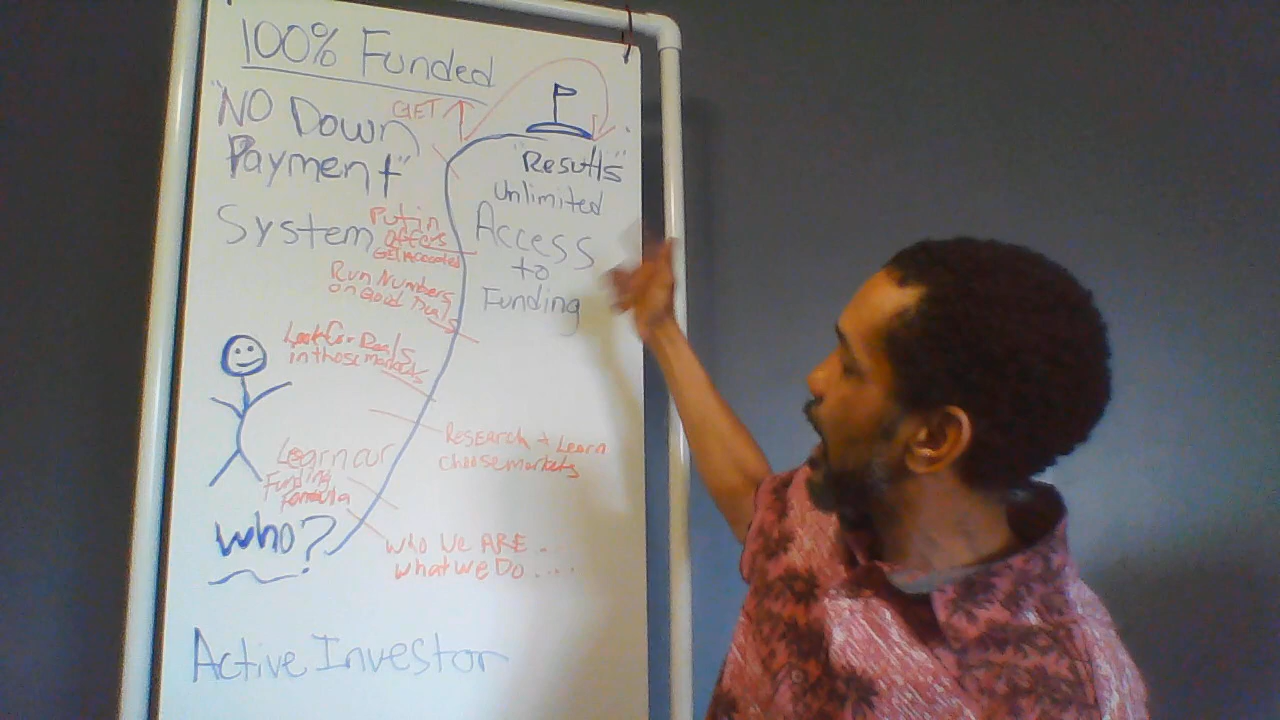 100% Funded
"NO Down
Payment"
System
GET
"Results"
Unlimited
Access
to
Funding
Put in
offers
GET Accepted
Run Numbers
on Good Deals
Look for Deals
in those markets
Research + Learn
choose markets
Learn our
Funding
Formula
who?
who we ARE...
what we Do....
Active Investor